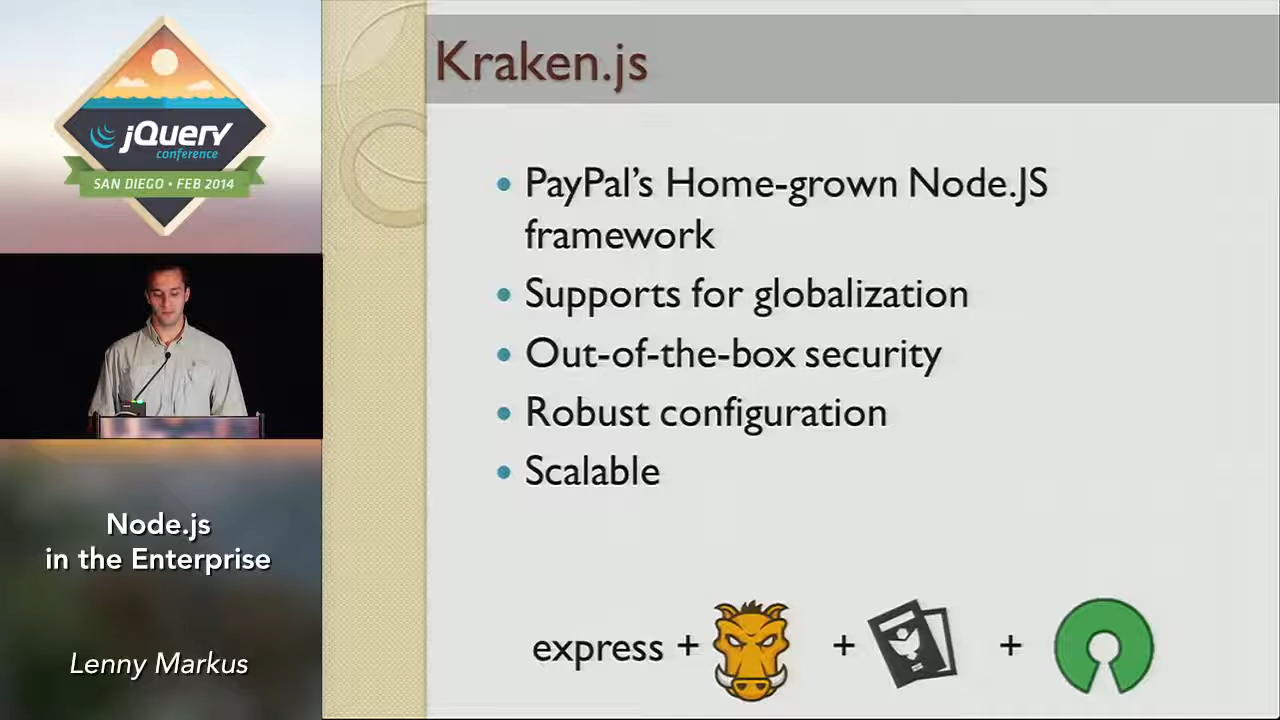 jQuery
conference
SAN DIEGO • FEB 2014
Node.js
in the Enterprise
Lenny Markus
Kraken.js
• PayPal’s Home-grown Node.JS
framework
• Supports for globalization
• Out-of-the-box security
• Robust configuration
• Scalable
express + + +